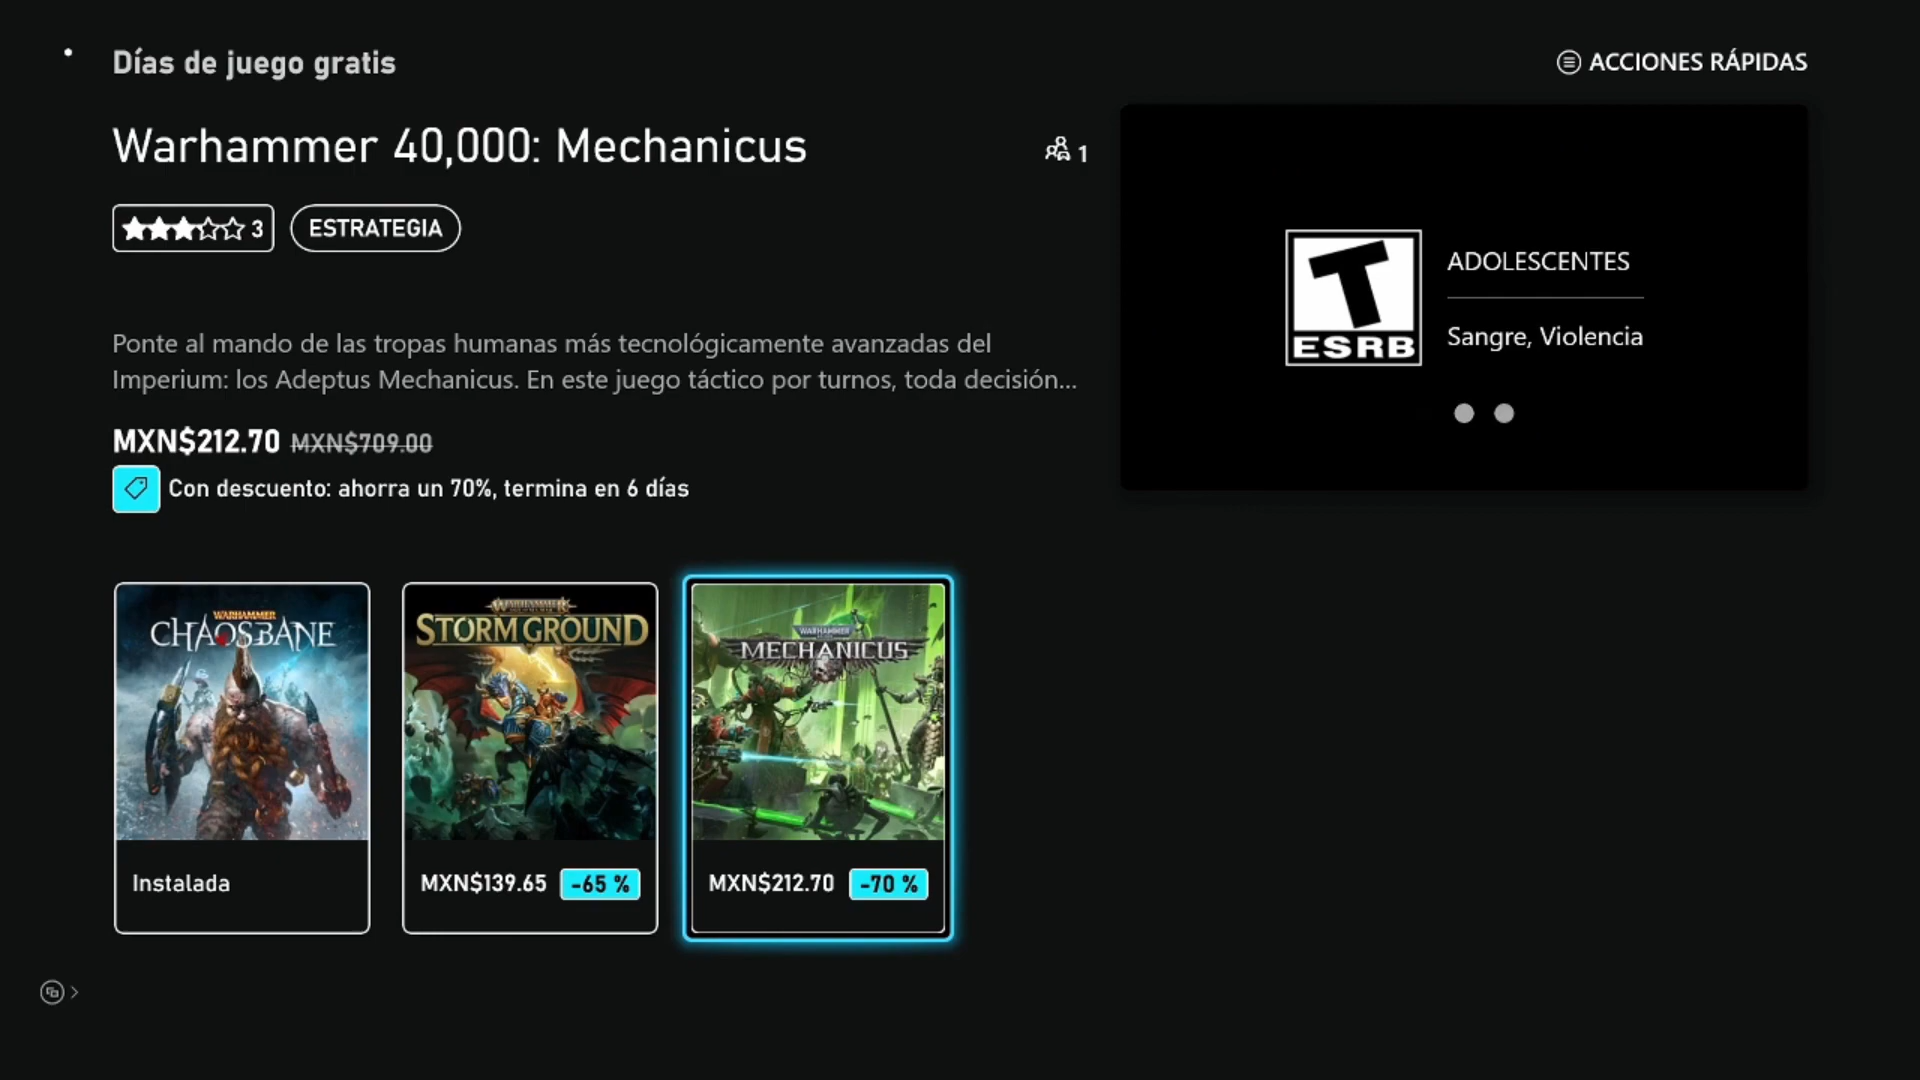 Días de juego gratis
ACCIONES RÁPIDAS
Warhammer 40,000: Mechanicus
1
3
ESTRATEGIA
Ponte al mando de las tropas humanas más tecnológicamente avanzadas del
Imperium: los Adeptus Mechanicus. En este juego táctico por turnos, toda decisión...
MXN$212.70 MXN$709.00
Con descuento: ahorra un 70%, termina en 6 días
T
ESRB
ADOLESCENTES
Sangre, Violencia
WARHAMMER
CHAOSBANE
Instalada
WARHAMMER
STORM GROUND
MXN$139.65 -65 %
WARHAMMER
MECHANICUS
MXN$212.70 -70 %